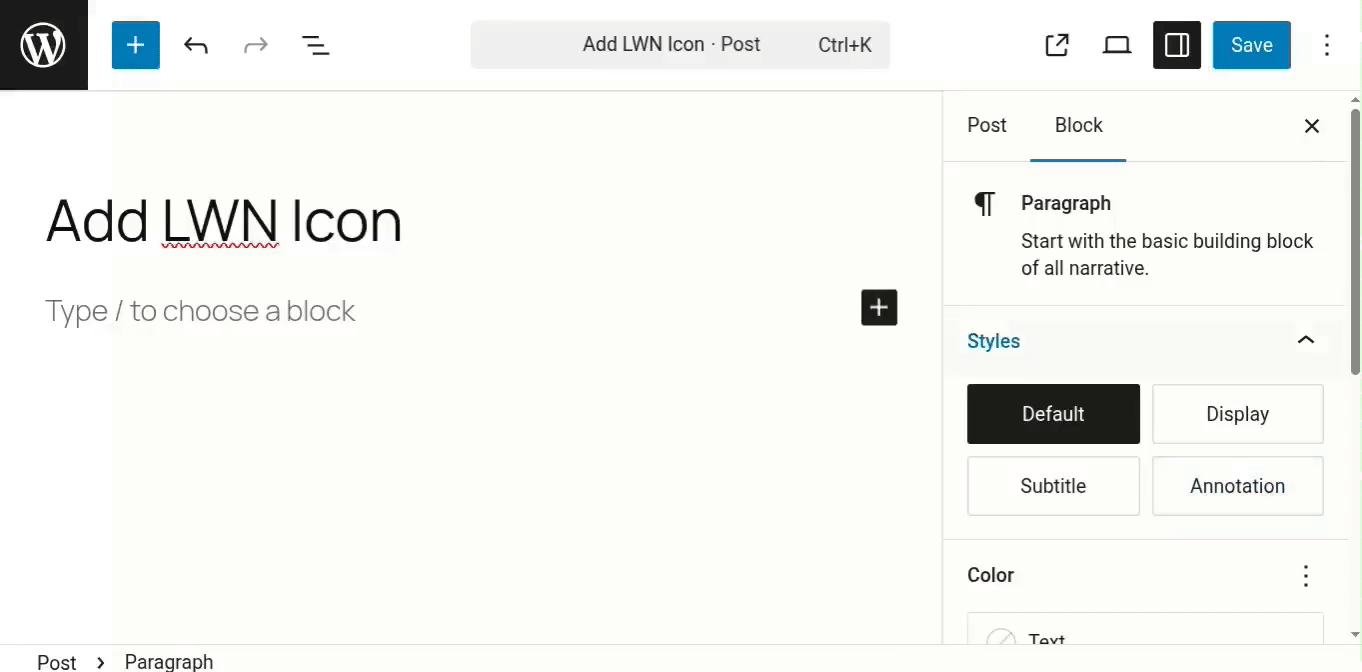 Add LWN Icon · Post Ctrl+K
Save
Post Block
Add LWN Icon
Type / to choose a block
Paragraph
Start with the basic building block
of all narrative.
Styles
Default Display
Subtitle Annotation
Color
Text
Post Paragraph